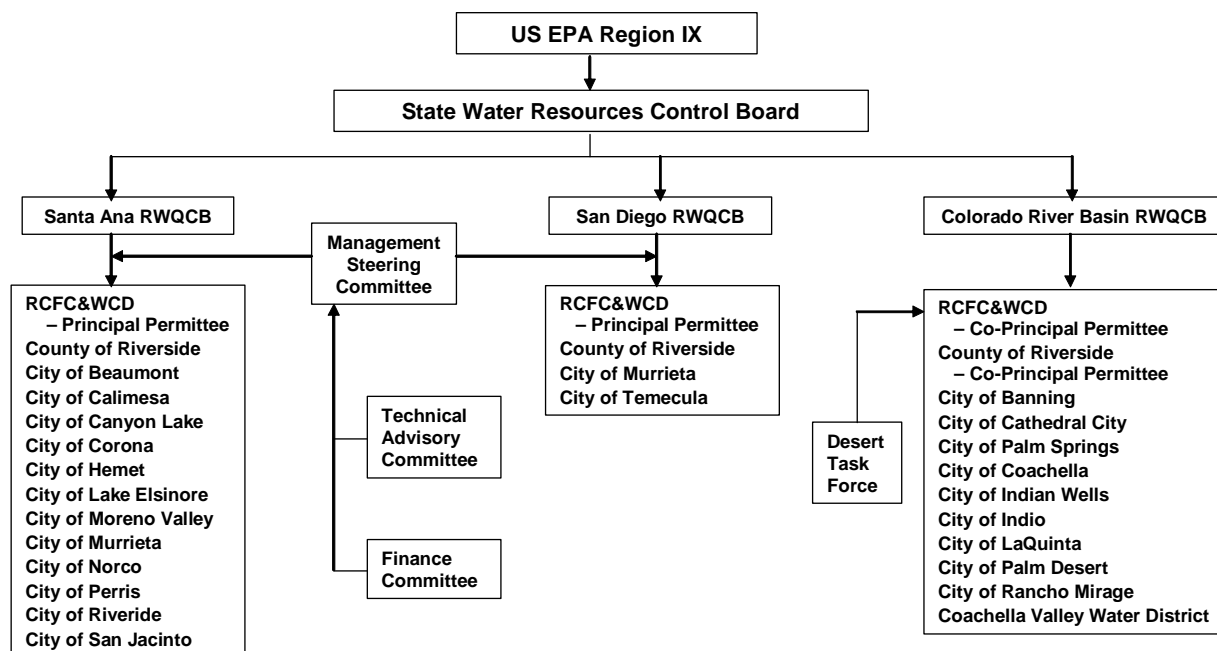 US EPA Region IX
State Water Resources Control Board
Santa Ana RWQCB
San Diego RWQCB
Colorado River Basin RWQCB
Management
Steering
Committee
RCFC&WCD
– Principal Permittee
County of Riverside
City of Beaumont
City of Calimesa
City of Canyon Lake
City of Corona
City of Hemet
City of Lake Elsinore
City of Moreno Valley
City of Murrieta
City of Norco
City of Perris
City of Riveride
City of San Jacinto
Technical
Advisory
Committee
Finance
Committee
RCFC&WCD
– Principal Permittee
County of Riverside
City of Murrieta
City of Temecula
Desert
Task
Force
RCFC&WCD
– Co-Principal Permittee
County of Riverside
– Co-Principal Permittee
City of Banning
City of Cathedral City
City of Palm Springs
City of Coachella
City of Indian Wells
City of Indio
City of LaQuinta
City of Palm Desert
City of Rancho Mirage
Coachella Valley Water District